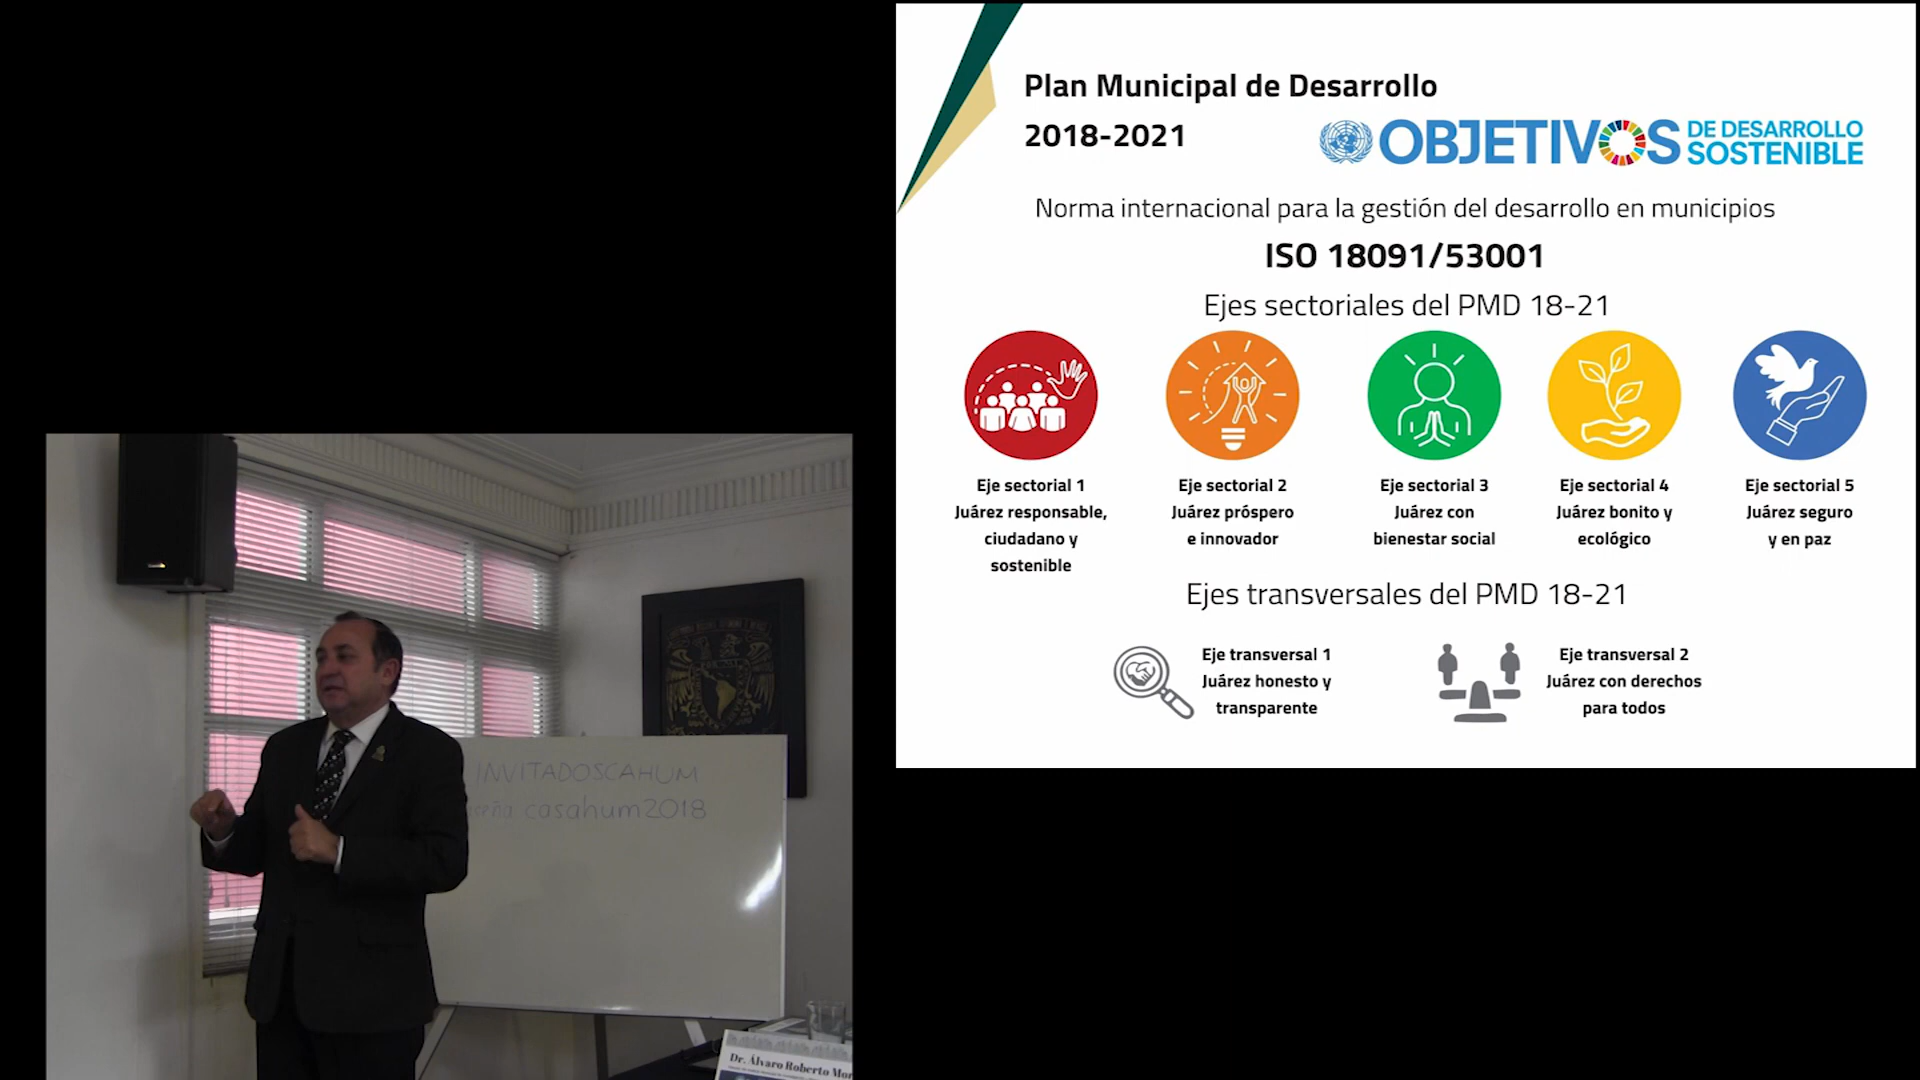 Plan Municipal de Desarrollo
2018-2021
OBJETIVOS
DE DESARROLLO
SOSTENIBLE
Norma internacional para la gestión del desarrollo en municipios
ISO 18091/53001
Ejes sectoriales del PMD 18-21
Eje sectorial 1
Juárez responsable,
ciudadano y
sostenible
Eje sectorial 2
Juárez próspero
e innovador
Eje sectorial 3
Juárez con
bienestar social
Eje sectorial 4
Juárez bonito y
ecológico
Eje sectorial 5
Juárez seguro
y en paz
Ejes transversales del PMD 18-21
Eje transversal 1
Juárez honesto y
transparente
Eje transversal 2
Juárez con derechos
para todos
INVITADOSCAHUM
casahum2018
Dr. Álvaro Roberto